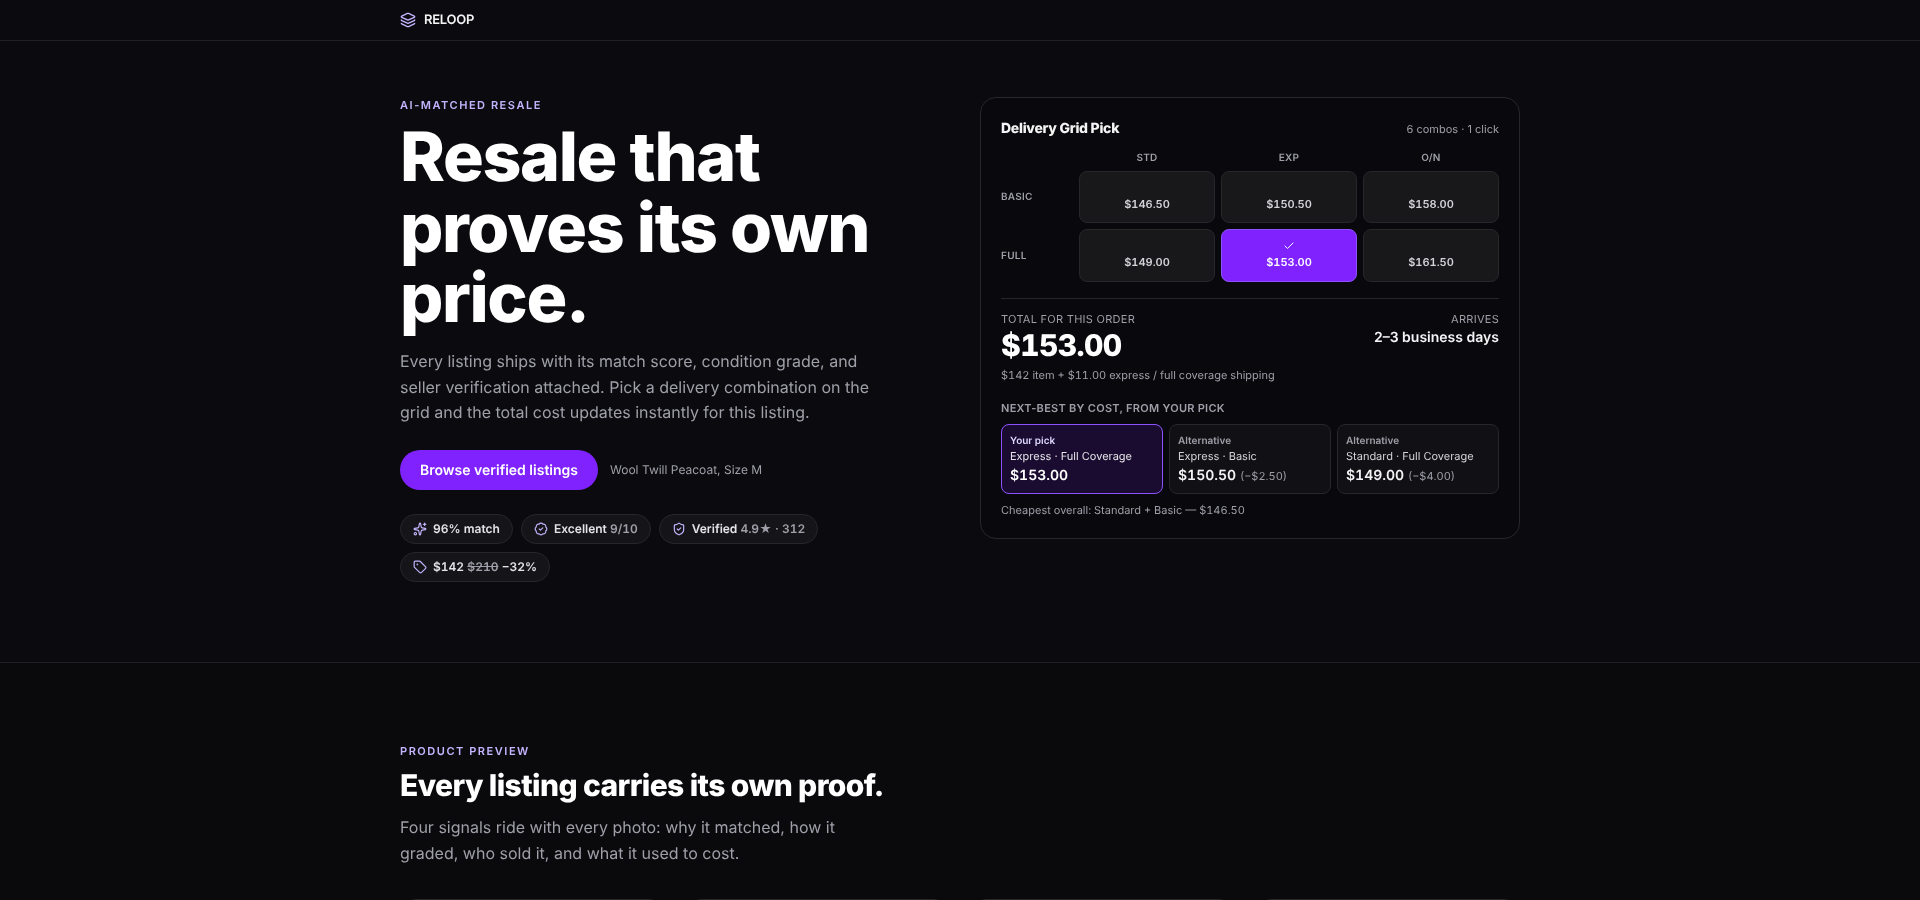 RELOOP
AI-MATCHED RESALE
Resale that
proves its own
price.
Every listing ships with its match score, condition grade, and
seller verification attached. Pick a delivery combination on the
grid and the total cost updates instantly for this listing.
Browse verified listings
Wool Twill Peacoat, Size M
96% match
Excellent 9/10
Verified 4.9★ · 312
$142 $210 −32%
Delivery Grid Pick
6 combos · 1 click
STD EXP O/N
BASIC $146.50 $150.50 $158.00
FULL $149.00 $153.00 $161.50
TOTAL FOR THIS ORDER
$153.00
$142 item + $11.00 express / full coverage shipping
ARRIVES
2–3 business days
NEXT-BEST BY COST, FROM YOUR PICK
Your pick
Express · Full Coverage
$153.00
Alternative
Express · Basic
$150.50 (−$2.50)
Alternative
Standard · Full Coverage
$149.00 (−$4.00)
Cheapest overall: Standard + Basic — $146.50
PRODUCT PREVIEW
Every listing carries its own proof.
Four signals ride with every photo: why it matched, how it
graded, who sold it, and what it used to cost.